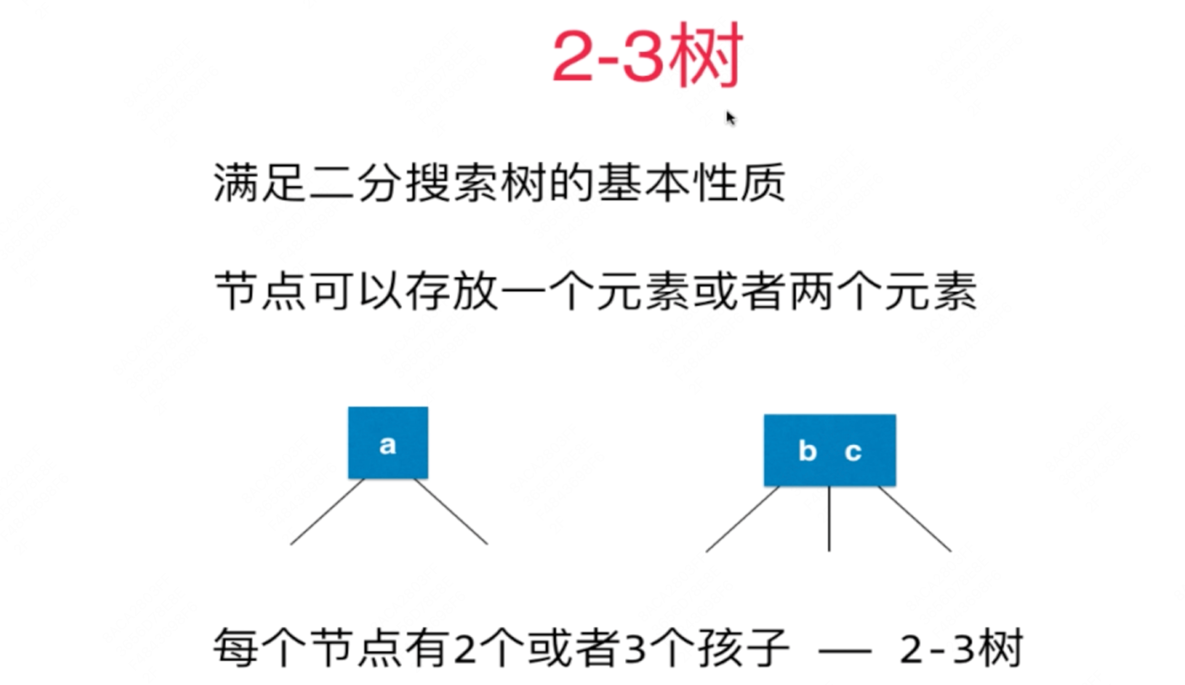 2-3树
满足二分搜索树的基本性质
节点可以存放一个元素或者两个元素
a
b c
每个节点有2个或者3个孩子 — 2-3树